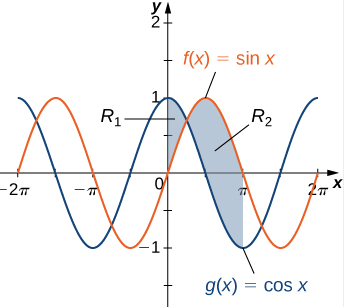 y
2
f(x) = sin x
R1
1
R2
x
−2π
−π
0
π
2π
−1
g(x) = cos x